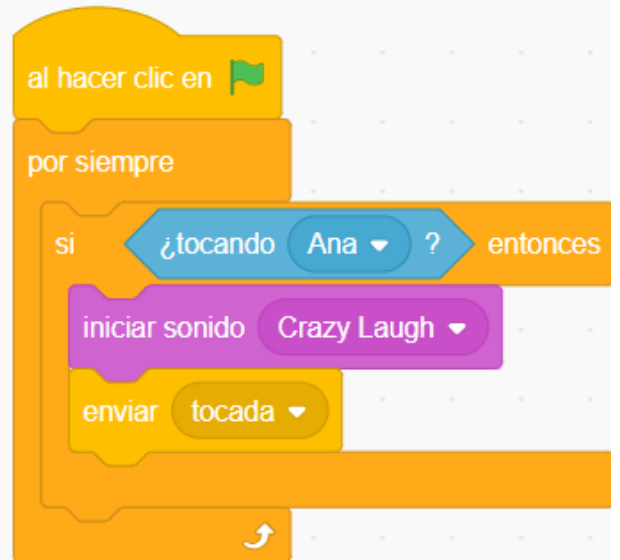 al hacer clic en
por siempre
si ¿tocando Ana ? entonces
iniciar sonido Crazy Laugh
enviar tocada